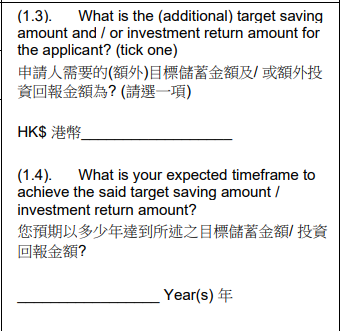 (1.3). What is the (additional) target saving
amount and / or investment return amount for
the applicant? (tick one)
申請人需要的(額外)目標儲蓄金額及/ 或額外投
資回報金額為? (請選一項)
HK$ 港幣__________________
(1.4). What is your expected timeframe to
achieve the said target saving amount /
investment return amount?
您預期以多少年達到所述之目標儲蓄金額/ 投資
回報金額?
_________________ Year(s) 年